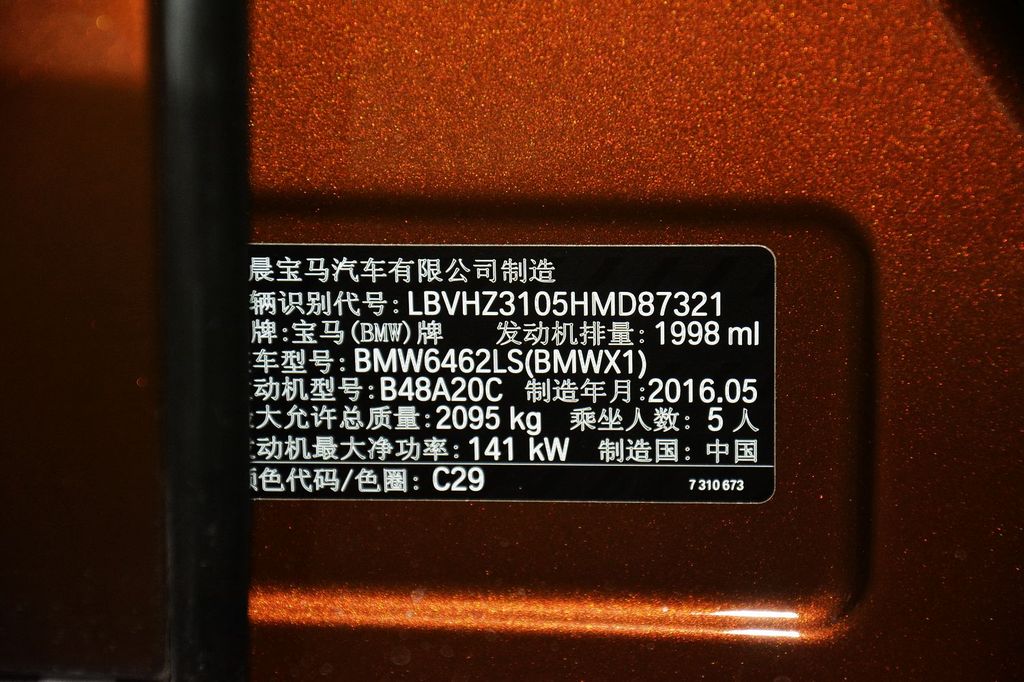 晨宝马汽车有限公司制造
辆识别代号:LBVHZ3105HMD87321
牌:宝马(BMW)牌 发动机排量: 1998 ml
车型号: BMW6462LS(BMWX1)
动机型号:B48A20C 制造年月:2016.05
大允许总质量:2095 kg 乘坐人数: 5 人
动机最大净功率: 141 kW 制造国: 中国
色代码/色圈: C29 7 310 673